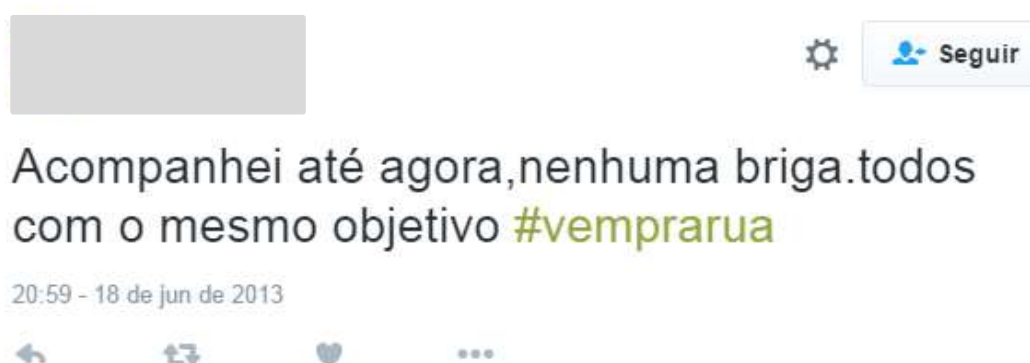 Seguir
Acompanhei até agora,nenhuma briga.todos
com o mesmo objetivo #vemprarua
20:59 - 18 de jun de 2013